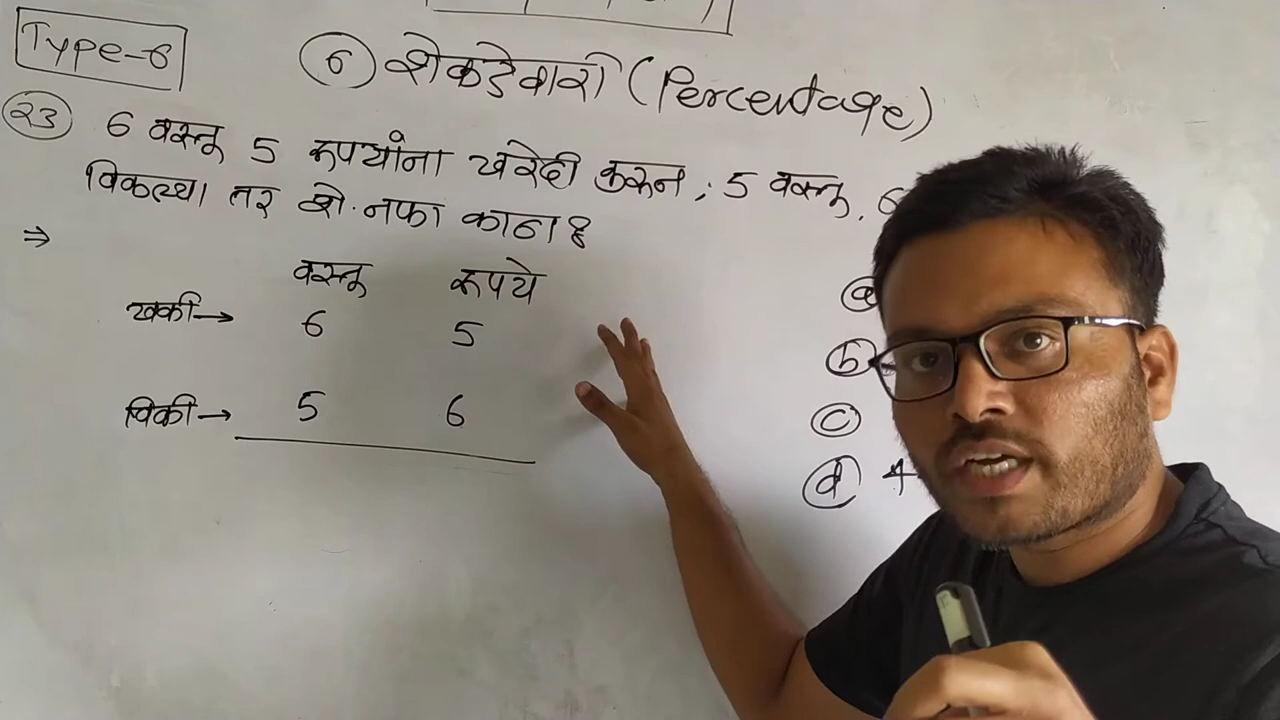 Type-6
6 शेकडेवारी (Percentage)
23 6 वस्तू 5 रुपयांना खरेदी करून, 5 वस्तू, 6
विकल्या तर शे. नफा काढा?
⇒
वस्तू रूपये
खकी→ 6 5
विकी→ 5 6
a
b
c
d 4